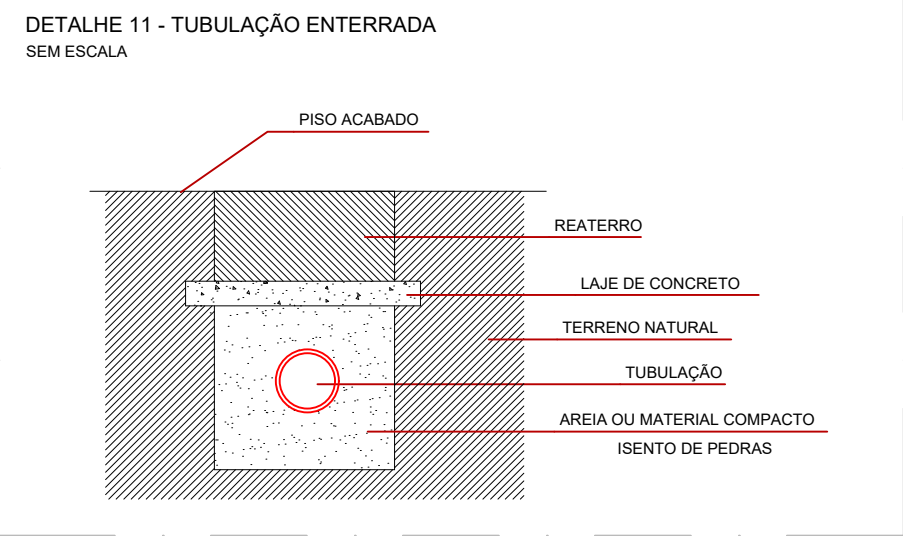 DETALHE 11 - TUBULAÇÃO ENTERRADA
SEM ESCALA
PISO ACABADO
REATERRO
LAJE DE CONCRETO
TERRENO NATURAL
TUBULAÇÃO
AREIA OU MATERIAL COMPACTO
ISENTO DE PEDRAS